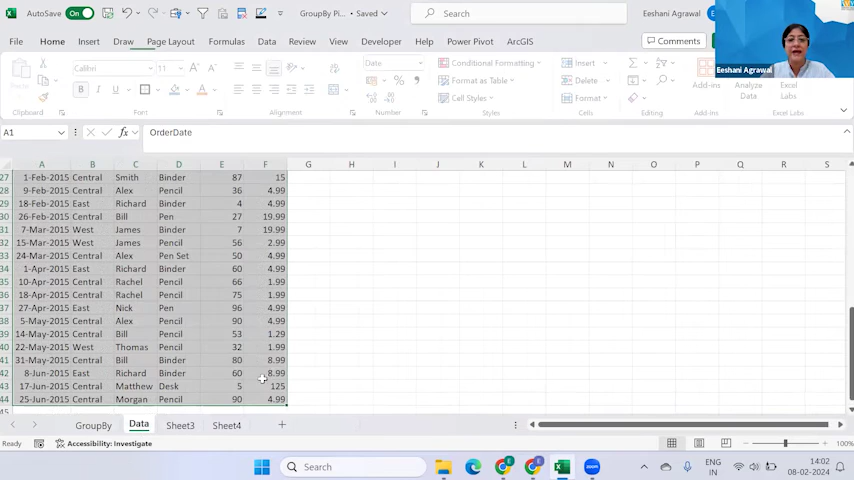 AutoSave On GroupBy Pi... • Saved Search Eeshani Agrawal
File Home Insert Draw Page Layout Formulas Data Review View Developer Help Power Pivot ArcGIS Comments
Eeshani Agrawal
Paste Calibri 11 Date Conditional Formatting Insert
Format as Table Delete Add-ins Analyze Data Excel Labs
B I U Cell Styles Format
Clipboard Font Alignment Number Styles Cells Editing Add-ins
A1 fx OrderDate
A B C D E F G H I J K L M N O P Q R S
27 1-Feb-2015 Central Smith Binder 87 15
28 9-Feb-2015 Central Alex Pencil 36 4.99
29 18-Feb-2015 East Richard Binder 4 4.99
30 26-Feb-2015 Central Bill Pen 27 19.99
31 7-Mar-2015 West James Binder 7 19.99
32 15-Mar-2015 West James Pencil 56 2.99
33 24-Mar-2015 Central Alex Pen Set 50 4.99
34 1-Apr-2015 East Richard Binder 60 4.99
35 10-Apr-2015 Central Rachel Pencil 66 1.99
36 18-Apr-2015 Central Rachel Pencil 75 1.99
37 27-Apr-2015 East Nick Pen 96 4.99
38 5-May-2015 Central Alex Pencil 90 4.99
39 14-May-2015 Central Bill Pencil 53 1.29
40 22-May-2015 West Thomas Pencil 32 1.99
41 31-May-2015 Central Bill Binder 80 8.99
42 8-Jun-2015 East Richard Binder 60 8.99
43 17-Jun-2015 Central Matthew Desk 5 125
44 25-Jun-2015 Central Morgan Pencil 90 4.99
45
GroupBy Data Sheet3 Sheet4
Ready Accessibility: Investigate 100%
Search ENG IN 14:02 08-02-2024